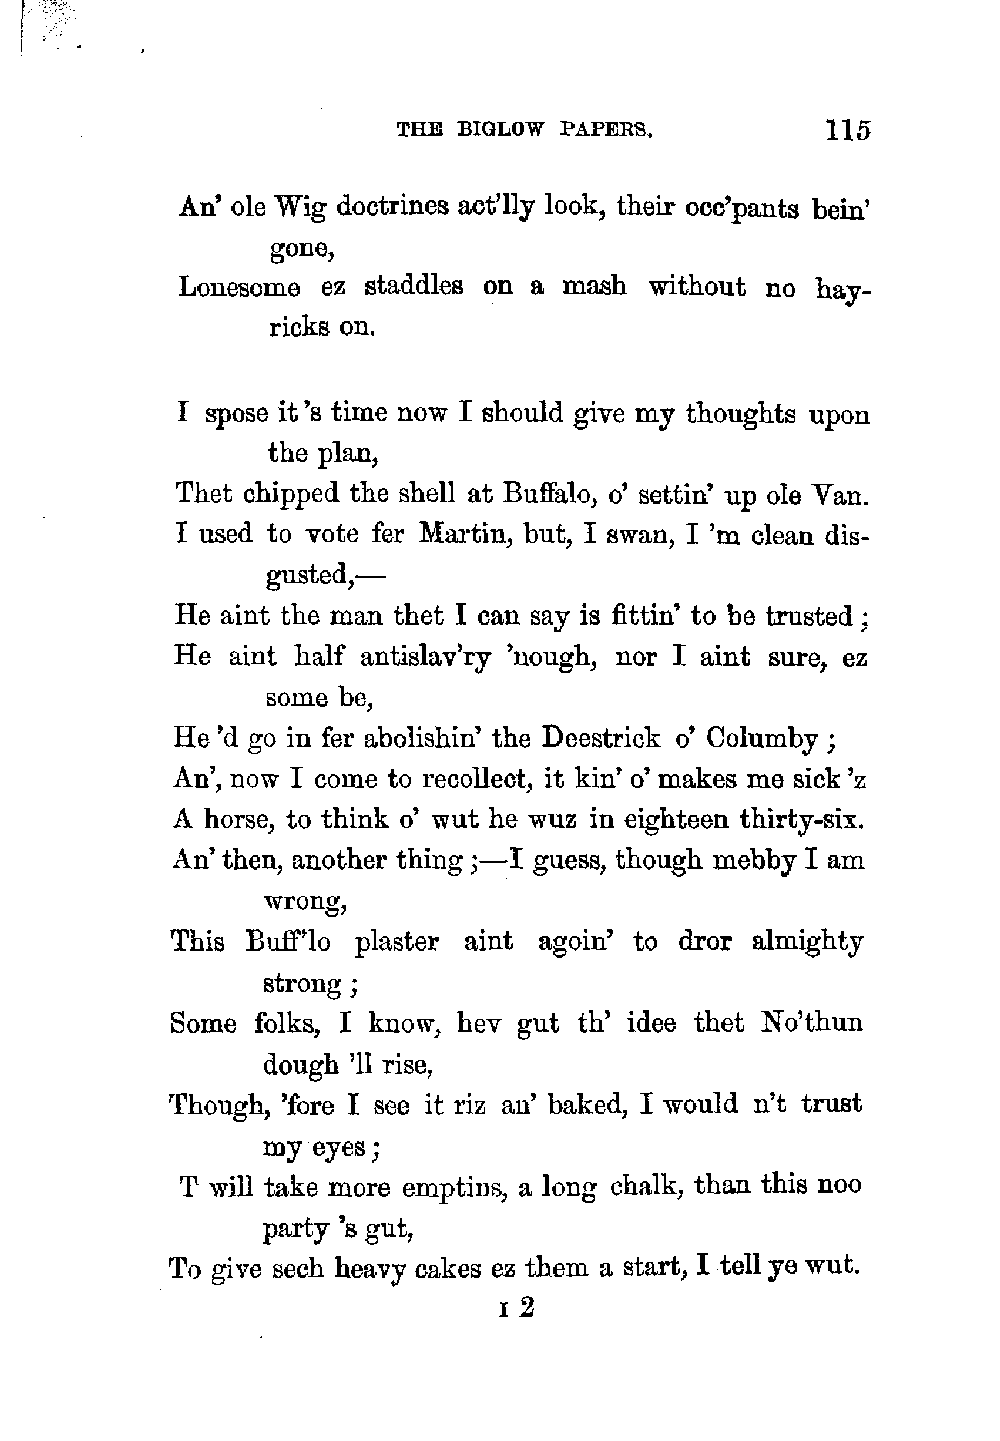 THE BIGLOW PAPERS. 115
An' ole Wig doctrines act'lly look, their occ'pants bein'
gone,
Lonesome ez staddles on a mash without no hay-
ricks on.
I spose it 's time now I should give my thoughts upon
the plan,
Thet chipped the shell at Buffalo, o' settin' up ole Van.
I used to vote fer Martin, but, I swan, I 'm clean dis-
gusted,—
He aint the man thet I can say is fittin' to be trusted ;
He aint half antislav'ry 'nough, nor I aint sure, ez
some be,
He 'd go in fer abolishin' the Deestrick o' Columby ;
An', now I come to recollect, it kin' o' makes me sick 'z
A horse, to think o' wut he wuz in eighteen thirty-six.
An' then, another thing ;—I guess, though mebby I am
wrong,
This Buff'lo plaster aint agoin' to dror almighty
strong ;
Some folks, I know, hev gut th' idee thet No'thun
dough 'll rise,
Though, 'fore I see it riz an' baked, I would n't trust
my eyes ;
T will take more emptins, a long chalk, than this noo
party 's gut,
To give sech heavy cakes ez them a start, I tell ye wut.
I 2